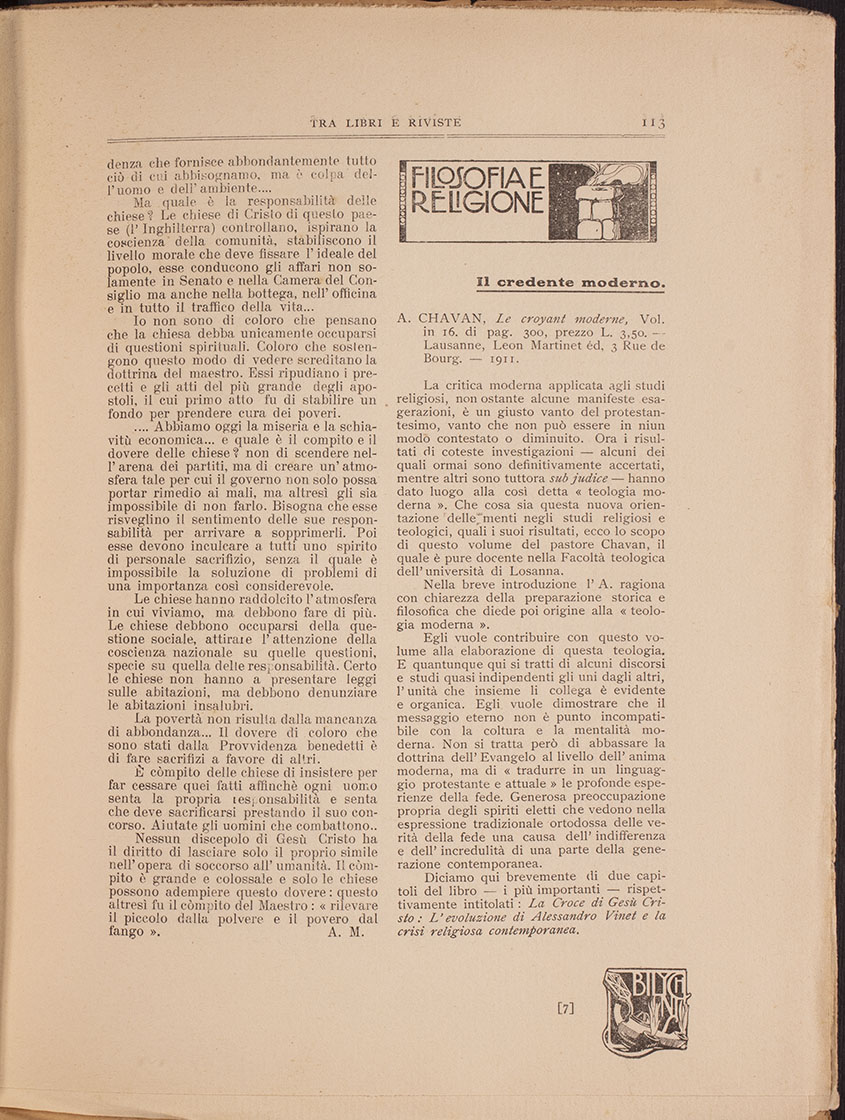 TRA LIBRI E RIVISTE
113
denza che fornisce abbondantemente tutto
ciò di cui abbisognamo, ma è colpa del-
l'uomo e dell'ambiente....
Ma quale è la responsabilità delle
chiese? Le chiese di Cristo di questo pae-
se (l'Inghilterra) controllano, ispirano la
coscienza della comunità, stabiliscono il
livello morale che deve fissare l'ideale del
popolo, esse conducono gli affari non so-
lamente in Senato e nella Camera del Con-
siglio ma anche nella bottega, nell'officina
e in tutto il traffico della vita...
Io non sono di coloro che pensano
che la chiesa debba unicamente occuparsi
di questioni spirituali. Coloro che sosten-
gono questo modo di vedere screditano la
dottrina del maestro. Essi ripudiano i pre-
cetti e gli atti del più grande degli apo-
stoli, il cui primo atto fu di stabilire un
fondo per prendere cura dei poveri.
.... Abbiamo oggi la miseria e la schia-
vitù economica... e quale è il compito e il
dovere delle chiese? non di scendere nel-
l'arena dei partiti, ma di creare un'atmo-
sfera tale per cui il governo non solo possa
portar rimedio ai mali, ma altresì gli sia
impossibile di non farlo. Bisogna che esse
risveglino il sentimento delle sue respon-
sabilità per arrivare a sopprimerli. Poi
esse devono inculcare a tutti uno spirito
di personale sacrifizio, senza il quale è
impossibile la soluzione di problemi di
una importanza così considerevole.
Le chiese hanno raddolcito l'atmosfera
in cui viviamo, ma debbono fare di più.
Le chiese debbono occuparsi della que-
stione sociale, attirare l'attenzione della
coscienza nazionale su quelle questioni,
specie su quella delle responsabilità. Certo
le chiese non hanno a presentare leggi
sulle abitazioni, ma debbono denunziare
le abitazioni insalubri.
La povertà non risulta dalla mancanza
di abbondanza... Il dovere di coloro che
sono stati dalla Provvidenza benedetti è
di fare sacrifizi a favore di altri.
È còmpito delle chiese di insistere per
far cessare quei fatti affinchè ogni uomo
senta la propria responsabilità e senta
che deve sacrificarsi prestando il suo con-
corso. Aiutate gli uomini che combattono..
Nessun discepolo di Gesù Cristo ha
il diritto di lasciare solo il proprio simile
nell'opera di soccorso all'umanità. Il còm-
pito è grande e colossale e solo le chiese
possono adempiere questo dovere: questo
altresì fu il còmpito del Maestro: « rilevare
il piccolo dalla polvere e il povero dal
fango ».
A. M.
FILOSOFIA E
RELIGIONE
Il credente moderno.
A. CHAVAN, Le croyant moderne, Vol.
in 16. di pag. 300, prezzo L. 3,50. —
Lausanne, Leon Martinet éd, 3 Rue de
Bourg. — 1911.
La critica moderna applicata agli studi
religiosi, non ostante alcune manifeste esa-
gerazioni, è un giusto vanto del protestan-
tesimo, vanto che non può essere in niun
modo contestato o diminuito. Ora i risul-
tati di coteste investigazioni — alcuni dei
quali ormai sono definitivamente accertati,
mentre altri sono tuttora sub judice — hanno
dato luogo alla così detta « teologia mo-
derna ». Che cosa sia questa nuova orien-
tazione delle menti negli studi religiosi e
teologici, quali i suoi risultati, ecco lo scopo
di questo volume del pastore Chavan, il
quale è pure docente nella Facoltà teologica
dell'università di Losanna.
Nella breve introduzione l'A. ragiona
con chiarezza della preparazione storica e
filosofica che diede poi origine alla « teolo-
gia moderna ».
Egli vuole contribuire con questo vo-
lume alla elaborazione di questa teologia.
E quantunque qui si tratti di alcuni discorsi
e studi quasi indipendenti gli uni dagli altri,
l'unità che insieme li collega è evidente
e organica. Egli vuole dimostrare che il
messaggio eterno non è punto incompati-
bile con la coltura e la mentalità mo-
derna. Non si tratta però di abbassare la
dottrina dell'Evangelo al livello dell'anima
moderna, ma di « tradurre in un linguag-
gio protestante e attuale » le profonde espe-
rienze della fede. Generosa preoccupazione
propria degli spiriti eletti che vedono nella
espressione tradizionale ortodossa delle ve-
rità della fede una causa dell'indifferenza
e dell'incredulità di una parte della gene-
razione contemporanea.
Diciamo qui brevemente di due capi-
toli del libro — i più importanti — rispet-
tivamente intitolati: La Croce di Gesù Cri-
sto: L'evoluzione di Alessandro Vinet e la
crisi religiosa contemporanea.
[7]
BILYCHNIS